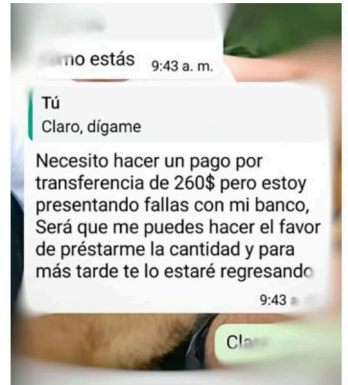 estás 9:43 a. m.
Tú
Claro, dígame
Necesito hacer un pago por
transferencia de 260$ pero estoy
presentando fallas con mi banco,
Será que me puedes hacer el favor
de préstarme la cantidad y para
más tarde te lo estaré regresando
9:43